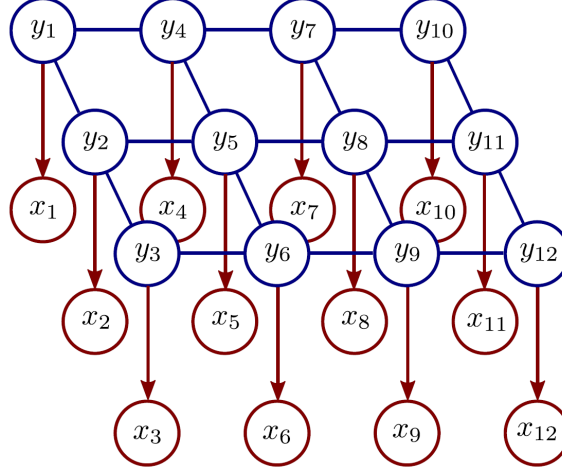 y₁ y₄ y₇ y₁₀
y₂ y₅ y₈ y₁₁
x₁ x₄ x₇ x₁₀
y₃ y₆ y₉ y₁₂
x₂ x₅ x₈ x₁₁
x₃ x₆ x₉ x₁₂